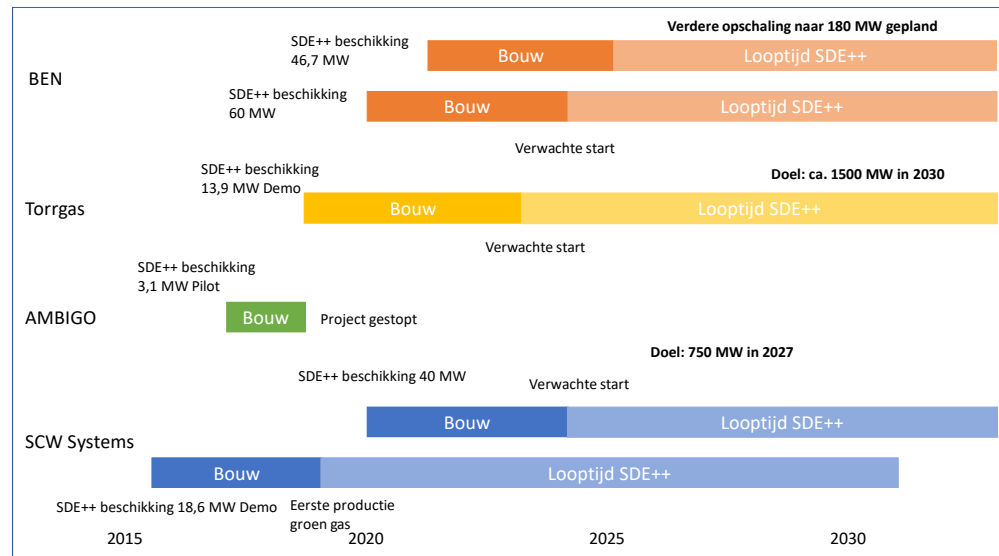 Verdere opschaling naar 180 MW gepland
SDE++ beschikking
46,7 MW
Bouw
Looptijd SDE++
BEN
SDE++ beschikking
60 MW
Bouw
Looptijd SDE++
Verwachte start
SDE++ beschikking
13,9 MW Demo
Doel: ca. 1500 MW in 2030
Torrgas
Bouw
Looptijd SDE++
Verwachte start
SDE++ beschikking
3,1 MW Pilot
AMBIGO
Bouw
Project gestopt
Doel: 750 MW in 2027
SDE++ beschikking 40 MW
Verwachte start
Bouw
Looptijd SDE++
SCW Systems
Bouw
Looptijd SDE++
SDE++ beschikking 18,6 MW Demo
Eerste productie
groen gas
2015
2020
2025
2030